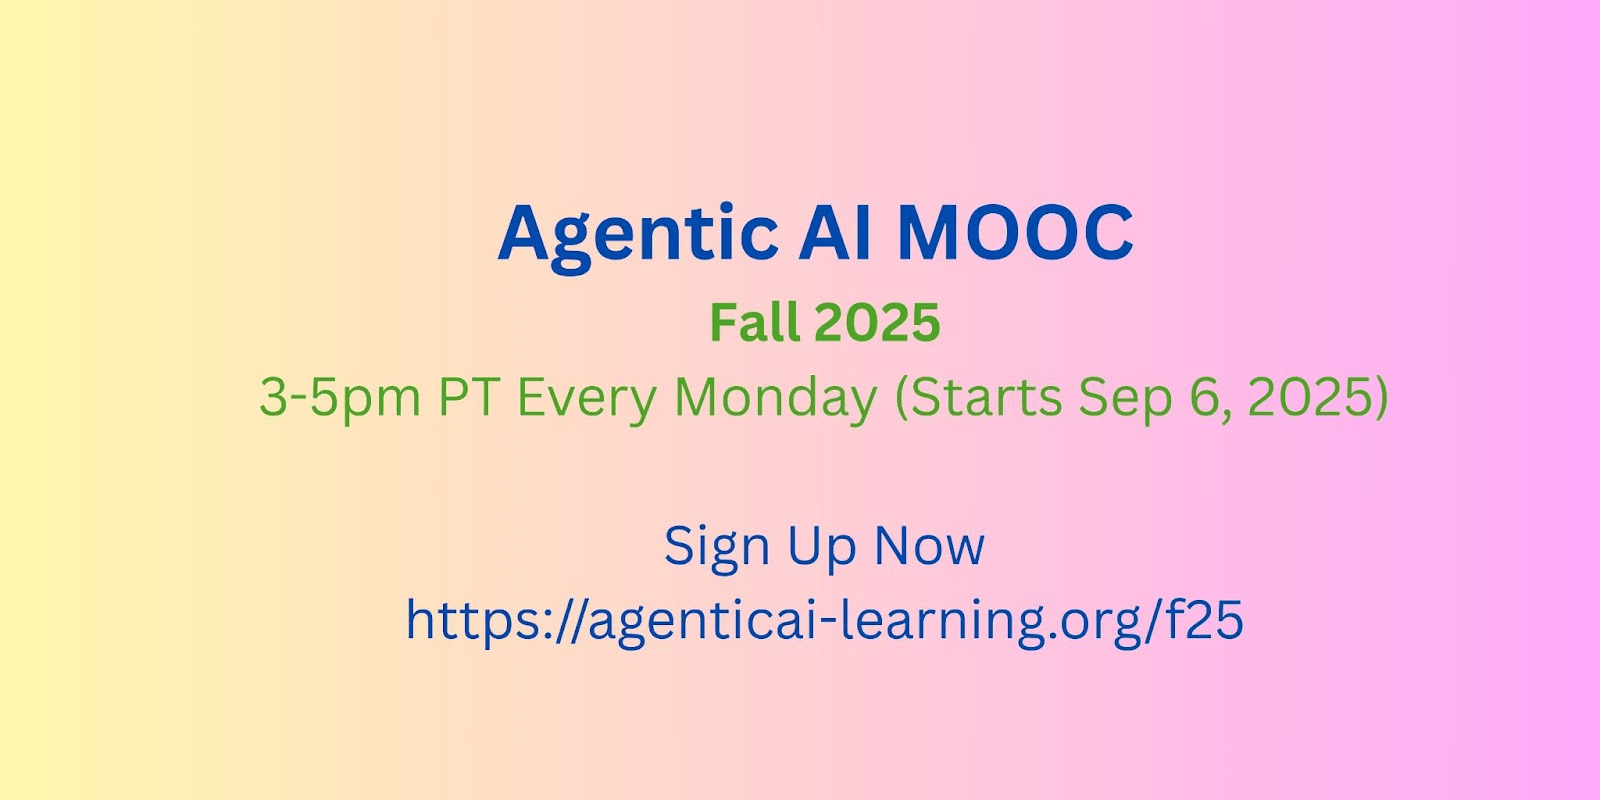 Agentic AI MOOC
Fall 2025
3-5pm PT Every Monday (Starts Sep 6, 2025)
Sign Up Now
https://agenticai-learning.org/f25